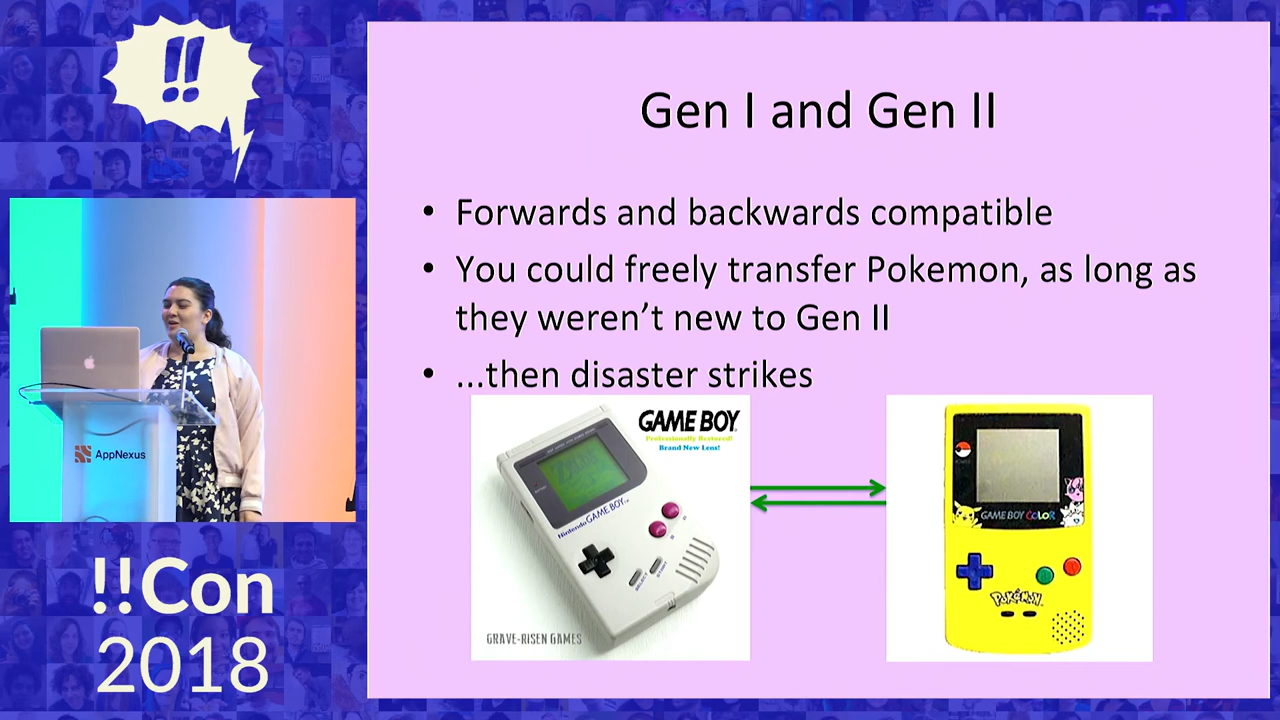 !!
Gen I and Gen II
• Forwards and backwards compatible
• You could freely transfer Pokemon, as long as
they weren't new to Gen II
• ...then disaster strikes
GAME BOY
Professionally Restored!
Brand New Lens!
Nintendo GAME BOY
SELECT
START
GRAVE-RISEN GAMES
GAME BOY COLOR
POKéMON
AppNexus
!!Con
2018